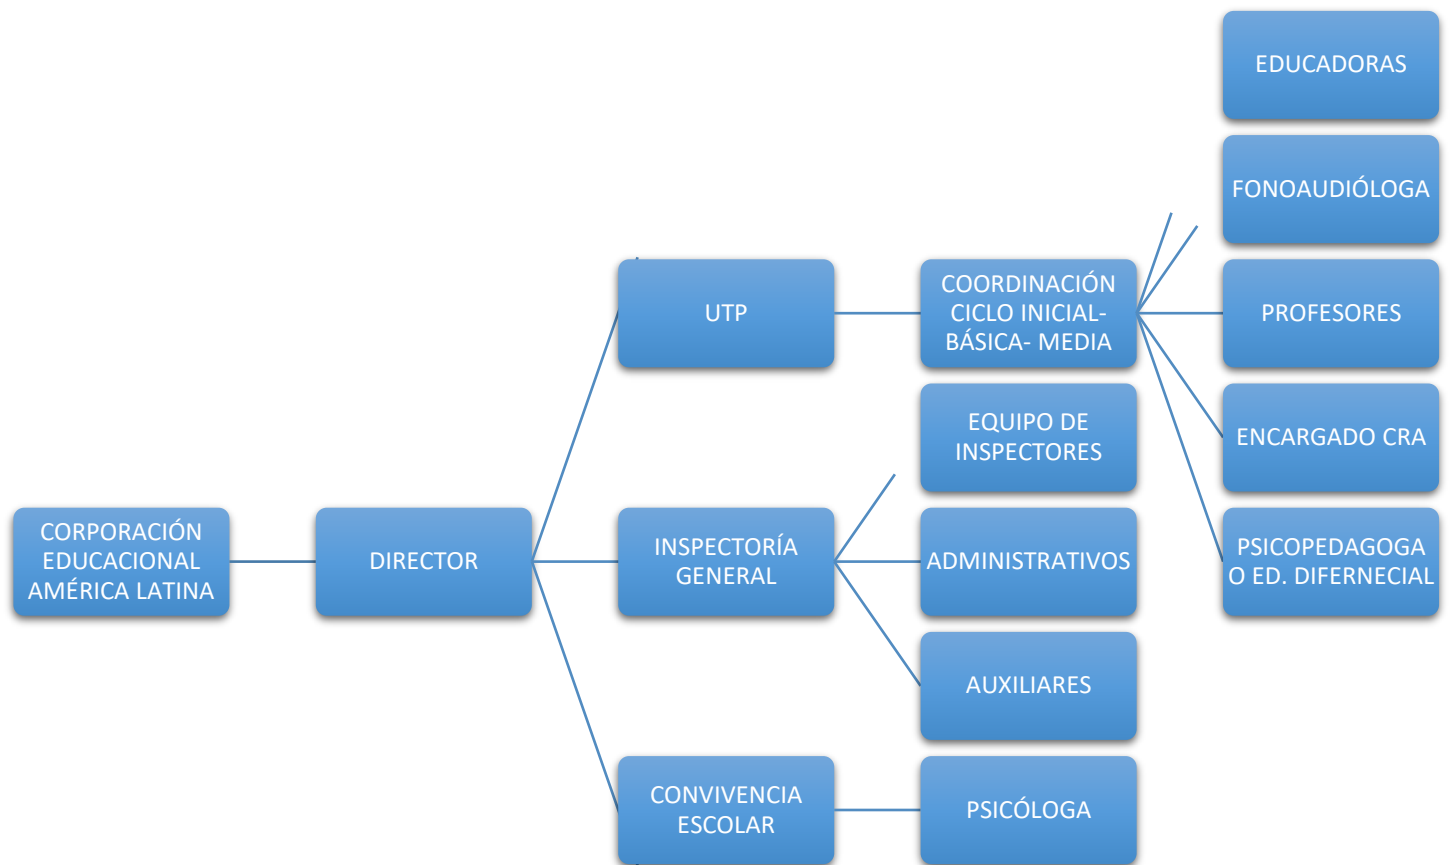 CORPORACIÓN
EDUCACIONAL
AMÉRICA LATINA
DIRECTOR
UTP
COORDINACIÓN
CICLO INICIAL-
BÁSICA- MEDIA
EDUCADORAS
FONOAUDIÓLOGA
PROFESORES
ENCARGADO CRA
PSICOPEDAGOGA
O ED. DIFERNECIAL
INSPECTORÍA
GENERAL
EQUIPO DE
INSPECTORES
ADMINISTRATIVOS
AUXILIARES
CONVIVENCIA
ESCOLAR
PSICÓLOGA